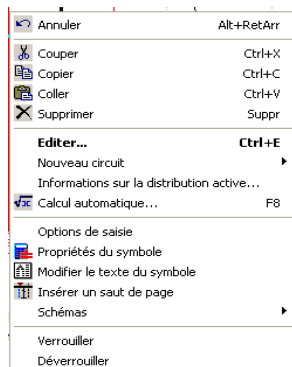 Annuler Alt+RetArr
Couper Ctrl+X
Copier Ctrl+C
Coller Ctrl+V
Supprimer Suppr
Editer... Ctrl+E
Nouveau circuit
Informations sur la distribution active...
Calcul automatique... F8
Options de saisie
Propriétés du symbole
Modifier le texte du symbole
Insérer un saut de page
Schémas
Verrouiller
Déverrouiller